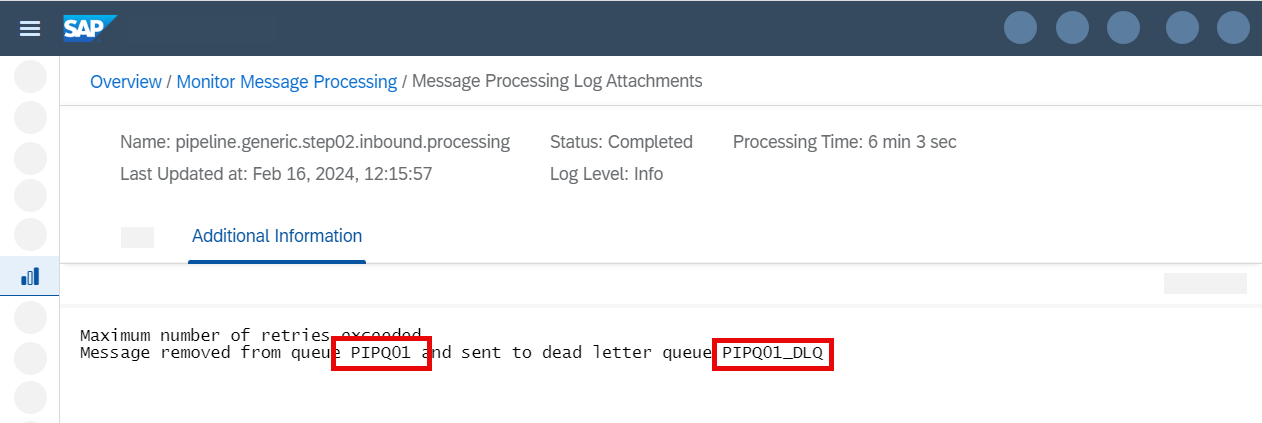 SAP
Overview / Monitor Message Processing / Message Processing Log Attachments
Name: pipeline.generic.step02.inbound.processing Status: Completed Processing Time: 6 min 3 sec
Last Updated at: Feb 16, 2024, 12:15:57 Log Level: Info
Additional Information
Maximum number of retries exceeded
Message removed from queue PIPQ01 and sent to dead letter queue PIPQ01_DLQ